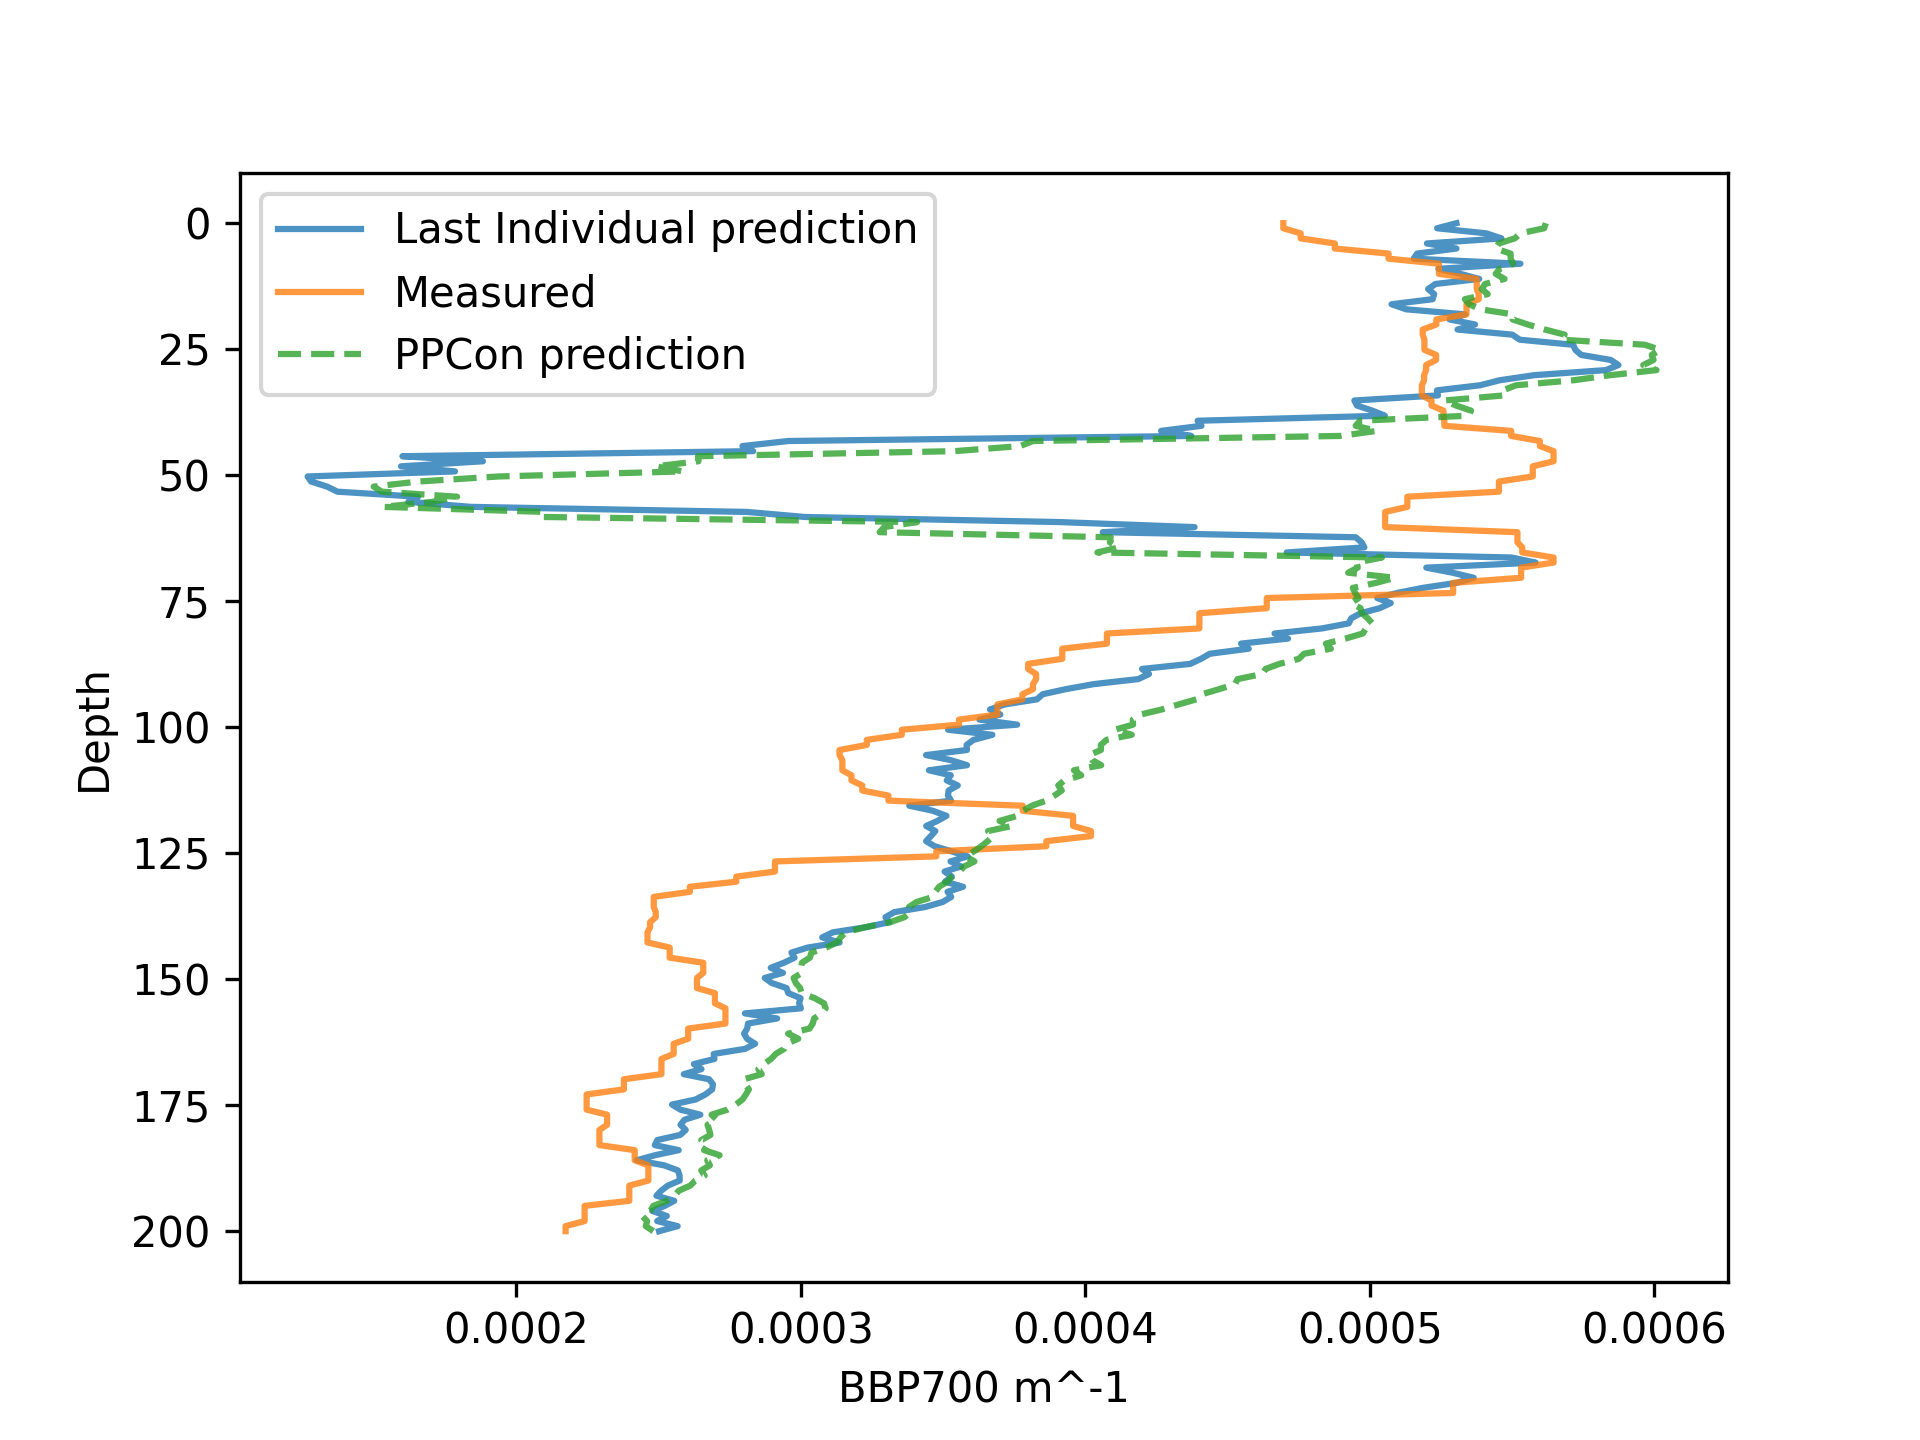 Last Individual prediction
Measured
PPCon prediction
0
25
50
75
100
125
150
175
200
Depth
0.0002 0.0003 0.0004 0.0005 0.0006
BBP700 m^-1